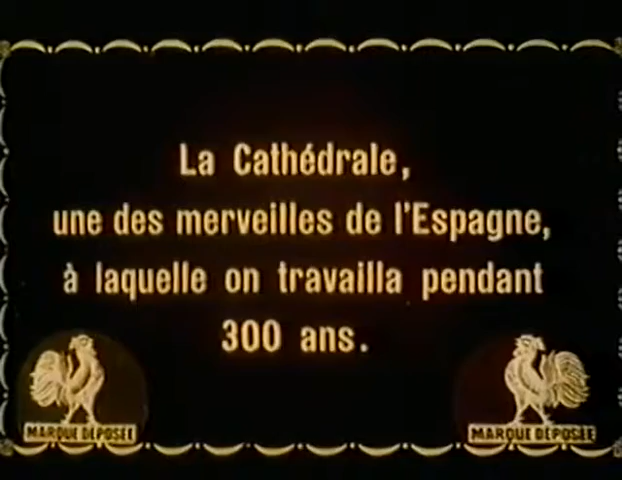 La Cathédrale,
une des merveilles de l'Espagne,
à laquelle on travailla pendant
300 ans.
MARQUE DÉPOSÉE
MARQUE DÉPOSÉE